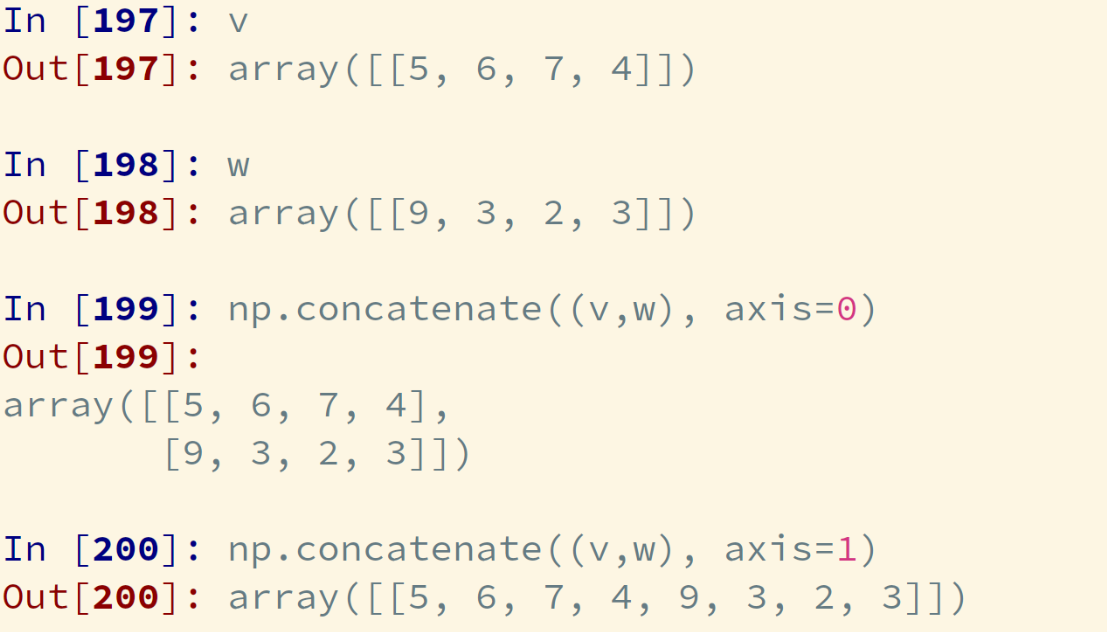 In [197]: v
Out[197]: array([[5, 6, 7, 4]])
In [198]: w
Out[198]: array([[9, 3, 2, 3]])
In [199]: np.concatenate((v,w), axis=0)
Out[199]:
array([[5, 6, 7, 4],
       [9, 3, 2, 3]])
In [200]: np.concatenate((v,w), axis=1)
Out[200]: array([[5, 6, 7, 4, 9, 3, 2, 3]])